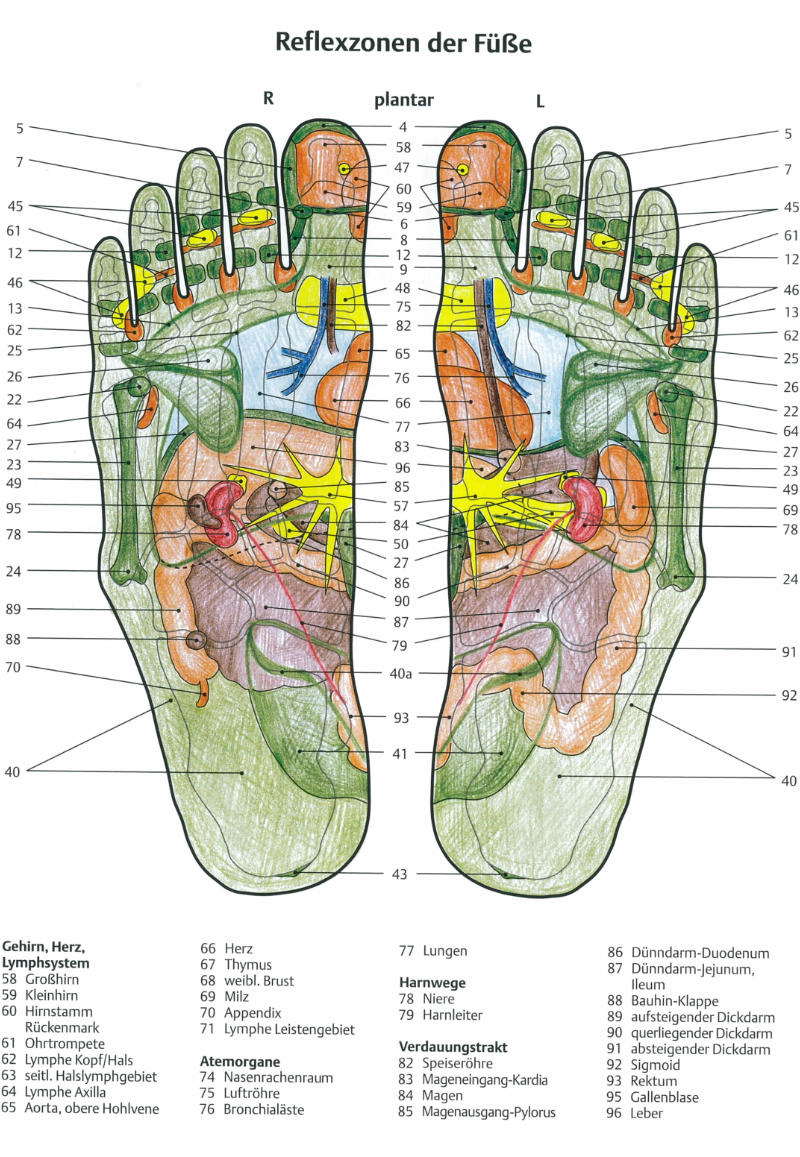 Reflexzonen der Füße
R
plantar
L
5
7
45
61
12
46
13
62
25
26
22
64
27
23
49
95
78
24
89
88
70
40
4
58
47
60
59
6
8
12
9
48
75
82
65
76
66
77
83
96
85
57
84
50
27
86
90
87
79
40a
93
41
43
5
7
45
61
12
46
13
62
25
26
22
64
27
23
49
69
78
24
91
92
40
Gehirn, Herz,
Lymphsystem
58 Großhirn
59 Kleinhirn
60 Hirnstamm
Rückenmark
61 Ohrtrompete
62 Lymphe Kopf/Hals
63 seitl. Halslymphgebiet
64 Lymphe Axilla
65 Aorta, obere Hohlvene
66 Herz
67 Thymus
68 weibl. Brust
69 Milz
70 Appendix
71 Lymphe Leistengebiet
Atemorgane
74 Nasenrachenraum
75 Luftröhre
76 Bronchialäste
77 Lungen
Harnwege
78 Niere
79 Harnleiter
Verdauungstrakt
82 Speiseröhre
83 Mageneingang-Kardia
84 Magen
85 Magenausgang-Pylorus
86 Dünndarm-Duodenum
87 Dünndarm-Jejunum,
Ileum
88 Bauhin-Klappe
89 aufsteigender Dickdarm
90 querliegender Dickdarm
91 absteigender Dickdarm
92 Sigmoid
93 Rektum
95 Gallenblase
96 Leber